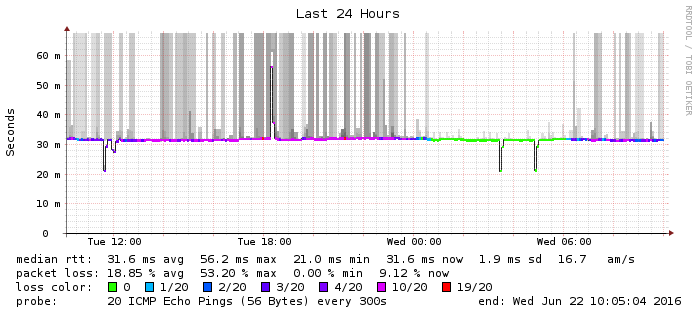 Last 24 Hours
RRDTOOL / TOBI OETIKER
Seconds
60 m
50 m
40 m
30 m
20 m
10 m
0
Tue 12:00 Tue 18:00 Wed 00:00 Wed 06:00
median rtt: 31.6 ms avg 56.2 ms max 21.0 ms min 31.6 ms now 1.9 ms sd 16.7 am/s
packet loss: 18.85 % avg 53.20 % max 0.00 % min 9.12 % now
loss color: 0 1/20 2/20 3/20 4/20 10/20 19/20
probe: 20 ICMP Echo Pings (56 Bytes) every 300s end: Wed Jun 22 10:05:04 2016